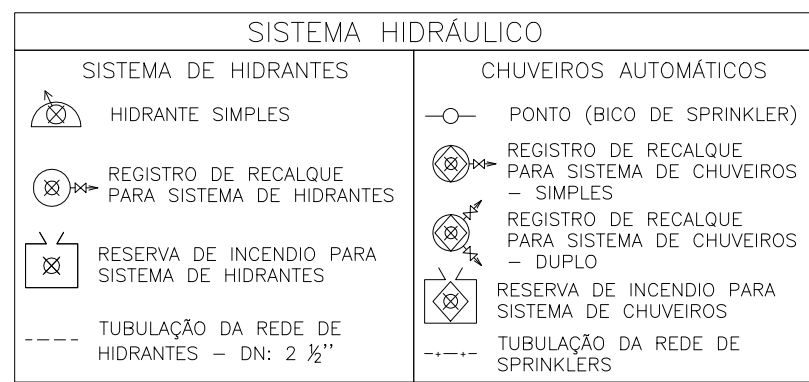 SISTEMA HIDRÁULICO
SISTEMA DE HIDRANTES
HIDRANTE SIMPLES
REGISTRO DE RECALQUE
PARA SISTEMA DE HIDRANTES
RESERVA DE INCENDIO PARA
SISTEMA DE HIDRANTES
TUBULAÇÃO DA REDE DE
HIDRANTES – DN: 2 ½''
CHUVEIROS AUTOMÁTICOS
PONTO (BICO DE SPRINKLER)
REGISTRO DE RECALQUE
PARA SISTEMA DE CHUVEIROS
– SIMPLES
REGISTRO DE RECALQUE
PARA SISTEMA DE CHUVEIROS
– DUPLO
RESERVA DE INCENDIO PARA
SISTEMA DE CHUVEIROS
TUBULAÇÃO DA REDE DE
SPRINKLERS